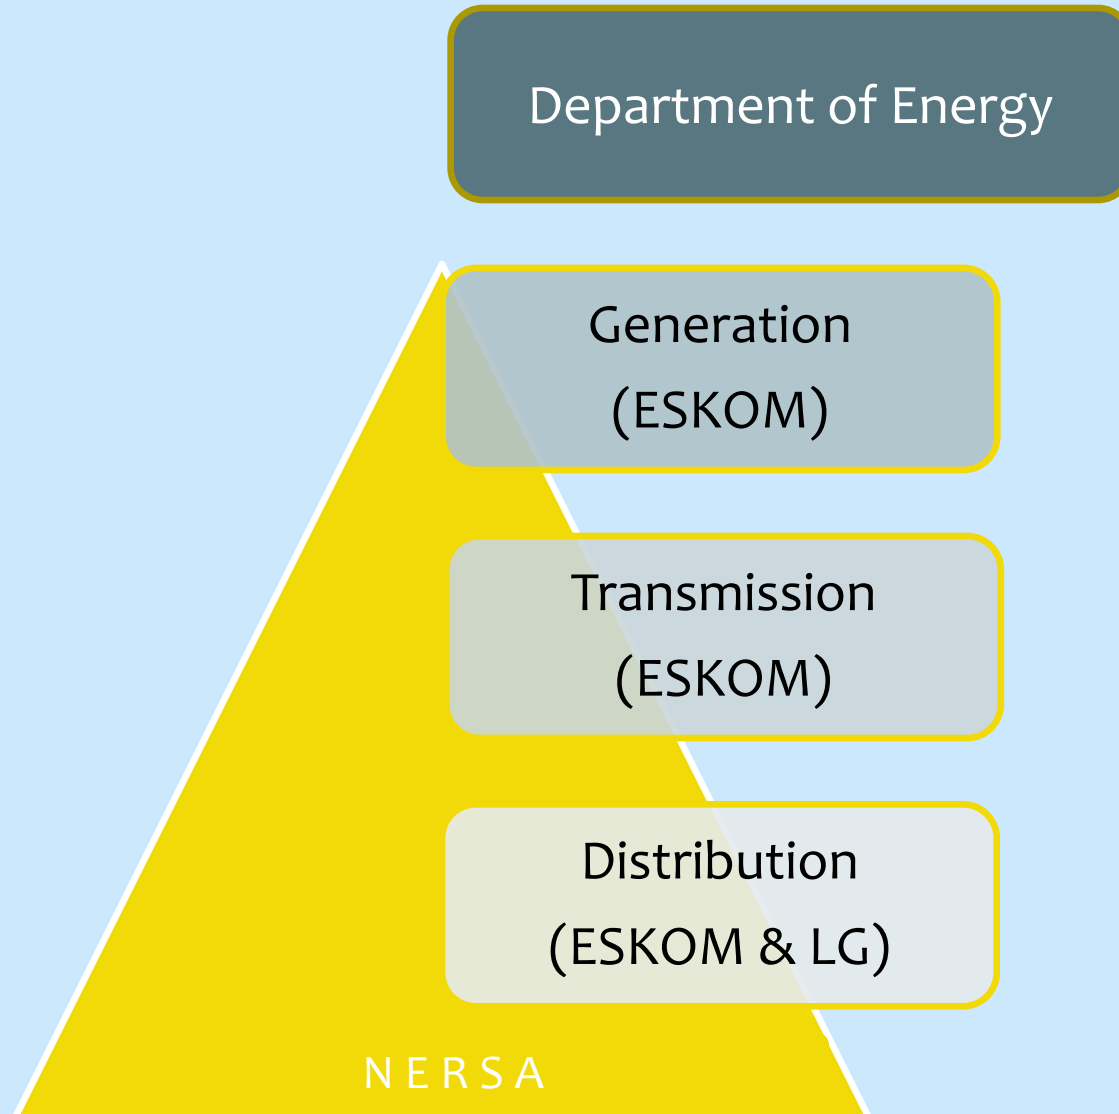 Department of Energy
Generation
(ESKOM)
Transmission
(ESKOM)
Distribution
(ESKOM & LG)
NERSA